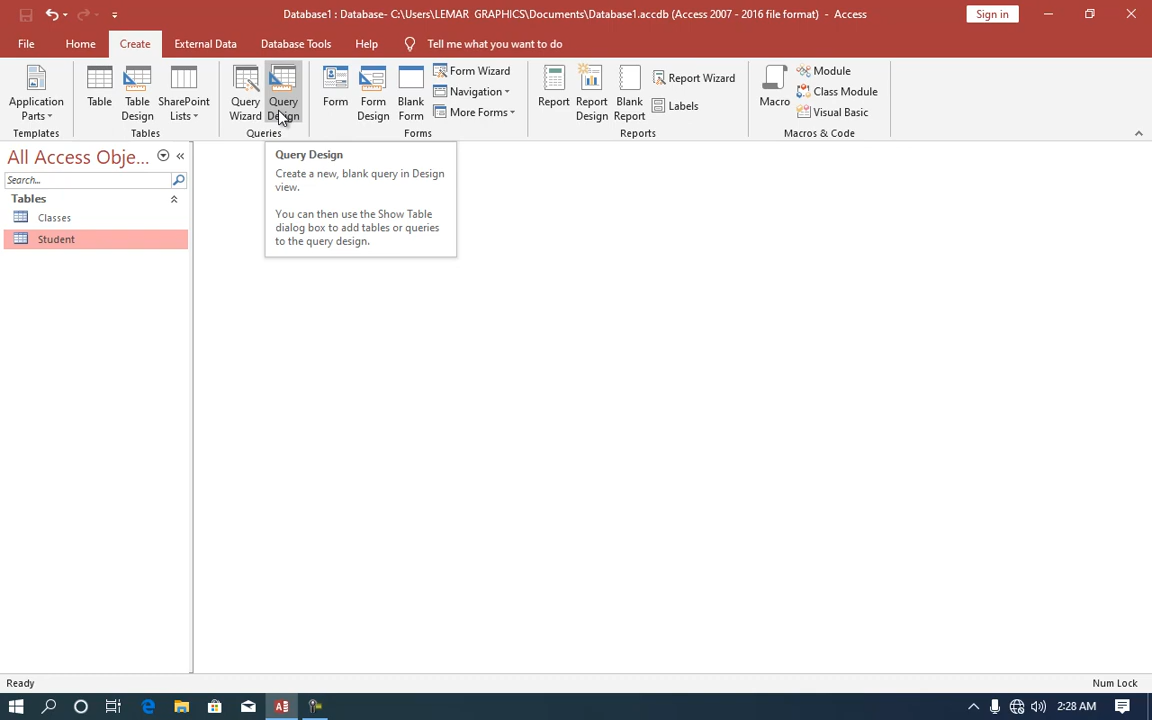 Database1 : Database- C:\Users\LEMAR GRAPHICS\Documents\Database1.accdb (Access 2007 - 2016 file format) - Access
Sign in
File Home Create External Data Database Tools Help Tell me what you want to do
Application Parts
Templates
Table
Table Design
SharePoint Lists
Tables
Query Wizard
Query Design
Queries
Form
Form Design
Blank Form
Form Wizard
Navigation
More Forms
Forms
Report
Report Design
Blank Report
Report Wizard
Labels
Reports
Macro
Module
Class Module
Visual Basic
Macros & Code
All Access Obje...
Search...
Tables
Classes
Student
Query Design
Create a new, blank query in Design
view.
You can then use the Show Table
dialog box to add tables or queries
to the query design.
Ready
Num Lock
2:28 AM